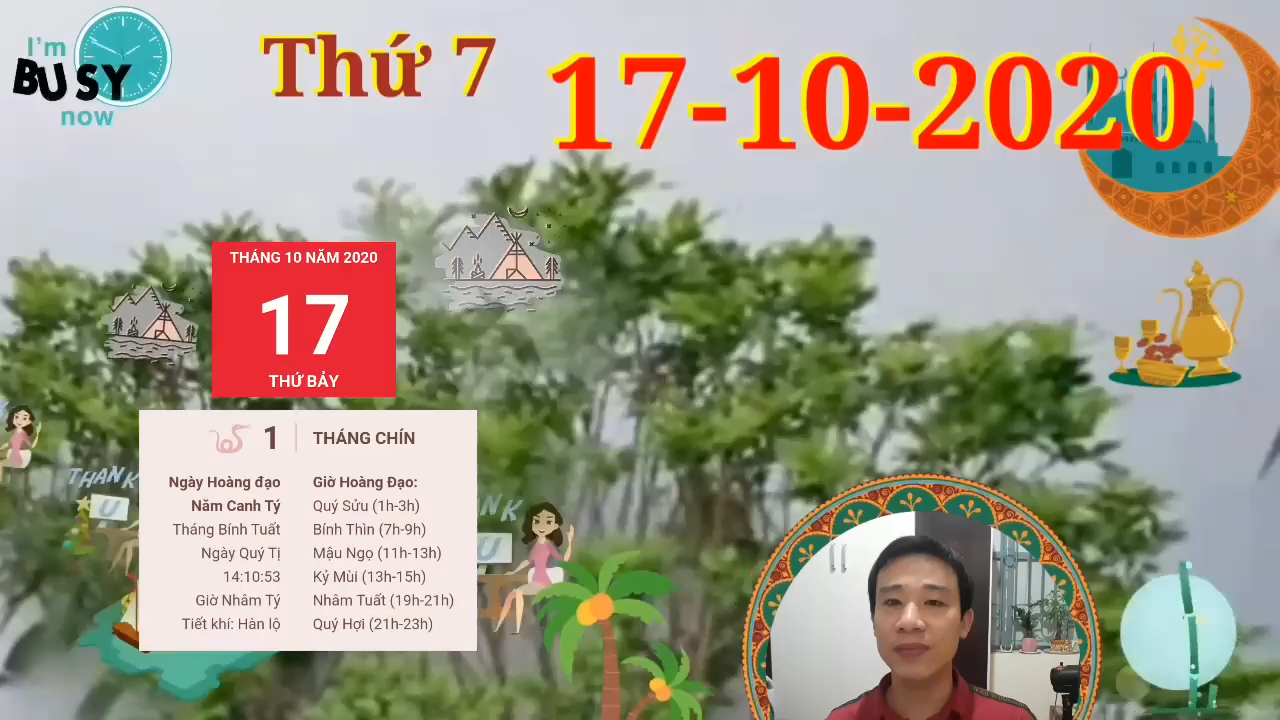 I'm
BUSY
now
Thứ 7
17-10-2020
THÁNG 10 NĂM 2020
17
THỨ BẢY
1
THÁNG CHÍN
Ngày Hoàng đạo
Giờ Hoàng Đạo:
Năm Canh Tý
Quý Sửu (1h-3h)
Tháng Bính Tuất
Bính Thìn (7h-9h)
Ngày Quý Tị
Mậu Ngọ (11h-13h)
14:10:53
Kỷ Mùi (13h-15h)
Giờ Nhâm Tý
Nhâm Tuất (19h-21h)
Tiết khí: Hàn lộ
Quý Hợi (21h-23h)
THANK
U
NK
U